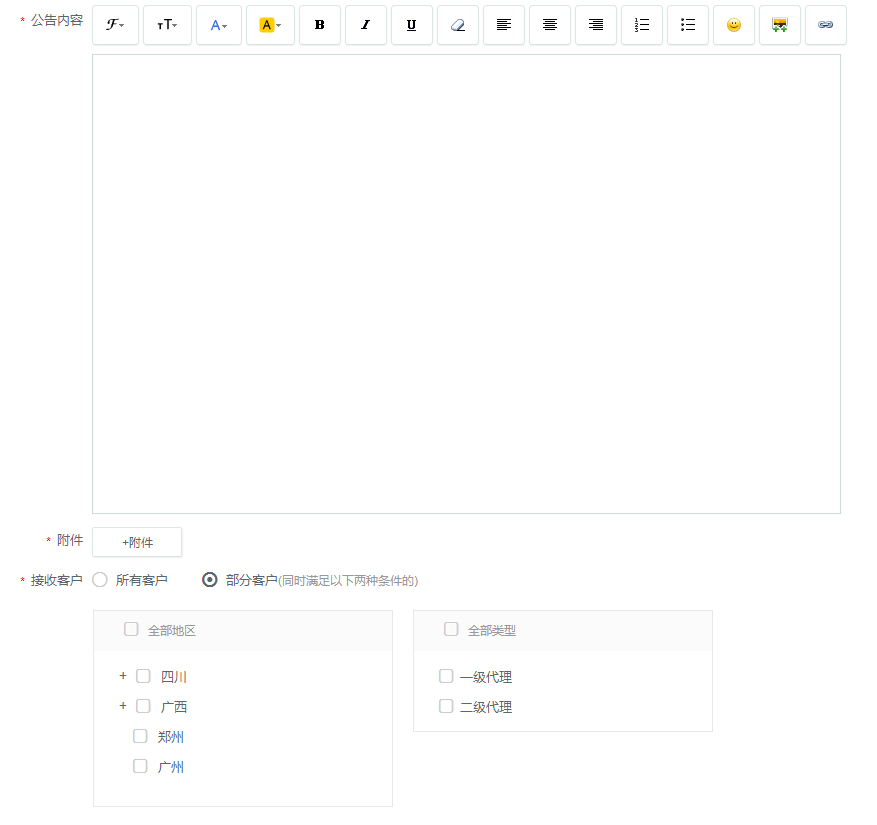 * 公告内容 ℱ тT A A B I U
* 附件 +附件
* 接收客户 所有客户 部分客户(同时满足以下两种条件的)
全部地区
+ 四川
+ 广西
郑州
广州
全部类型
一级代理
二级代理